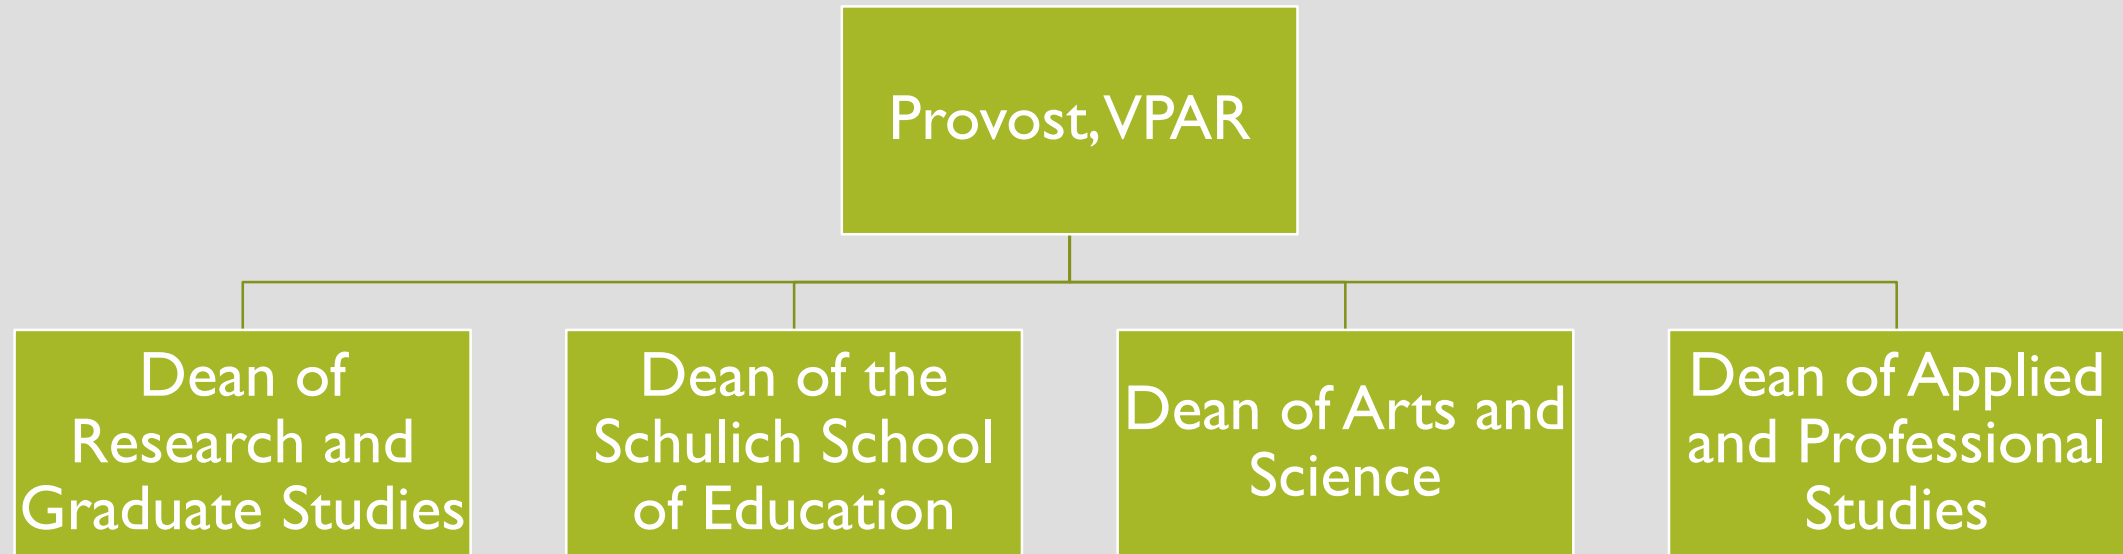 Provost, VPAR
Dean of
Research and
Graduate Studies
Dean of the
Schulich School
of Education
Dean of Arts and
Science
Dean of Applied
and Professional
Studies